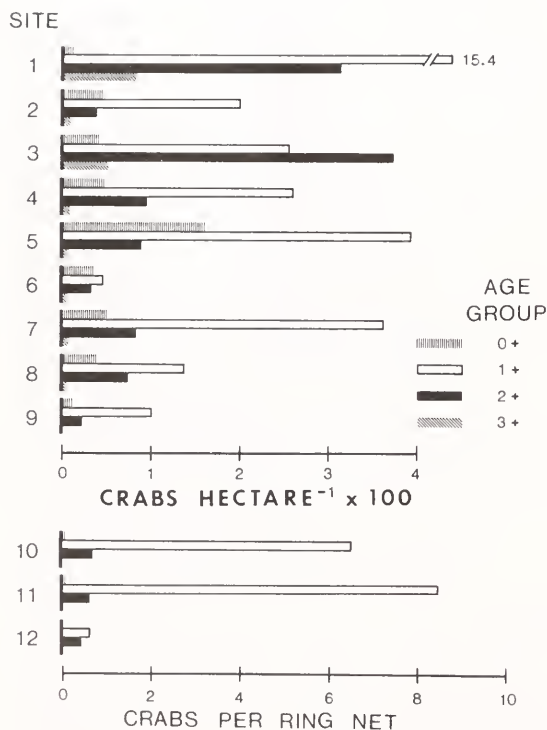 SITE
1 15.4
2
3
4
5
6
7
8
9
AGE
GROUP
0+
1+
2+
3+
0 1 2 3 4
CRABS HECTARE⁻¹ x 100
10
11
12
0 2 4 6 8 10
CRABS PER RING NET